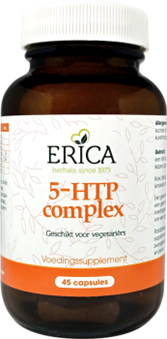 ERICA
herbals since 1973
5-HTP
complex
Geschikt voor vegetariërs
Voedingssupplement
45 capsules